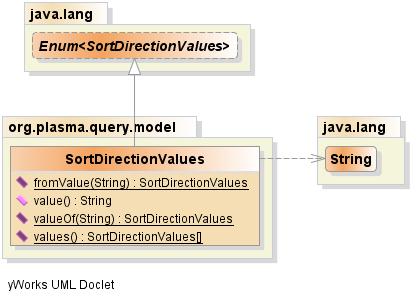 java.lang
Enum<SortDirectionValues>
org.plasma.query.model
java.lang
SortDirectionValues
String
fromValue(String) : SortDirectionValues
value() : String
valueOf(String) : SortDirectionValues
values() : SortDirectionValues[]
yWorks UML Doclet